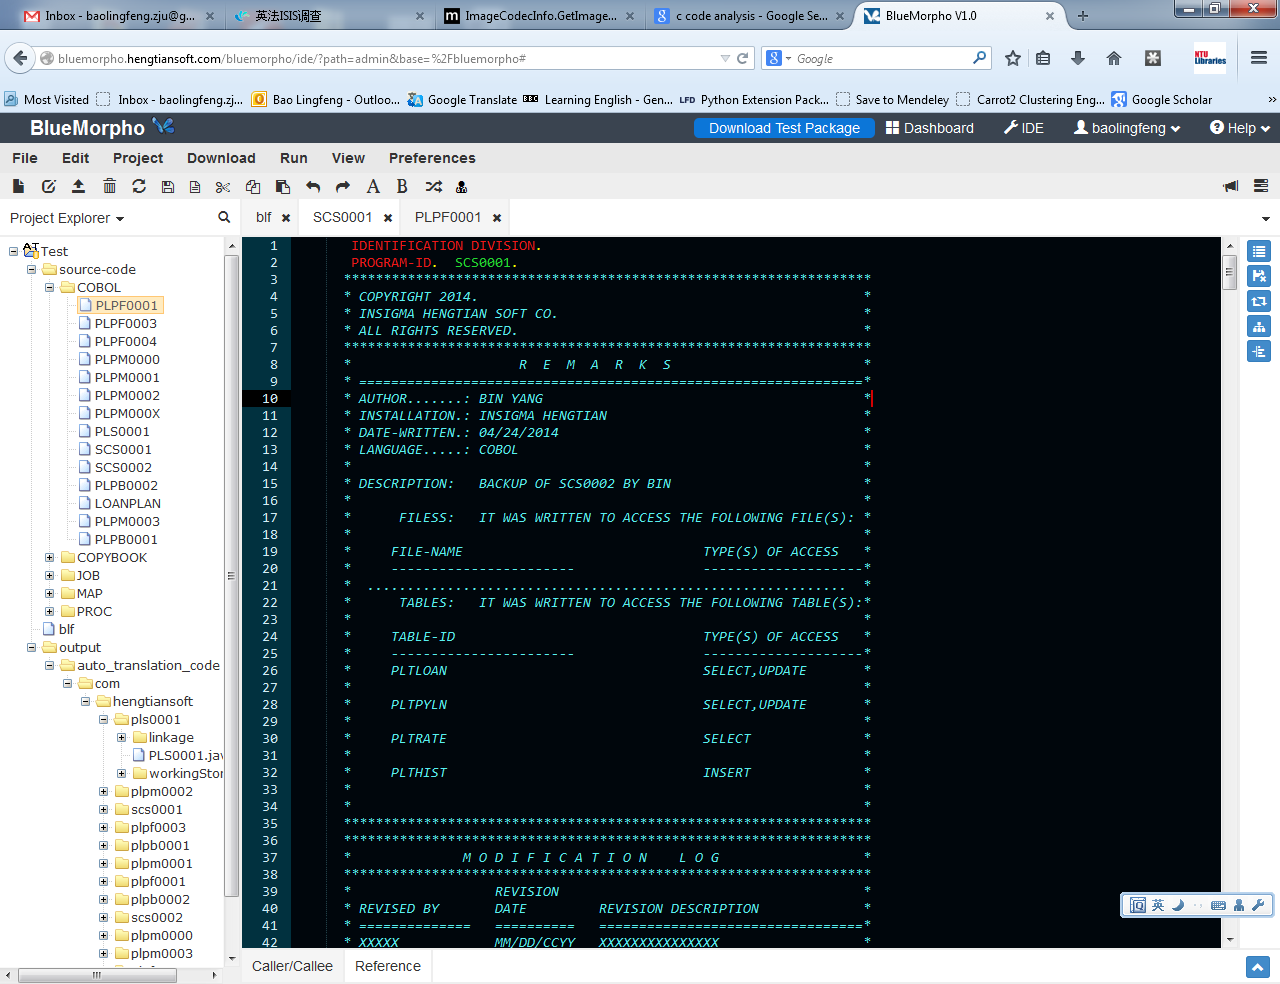 Inbox - baolingfeng.zju@g...
英法ISIS调查
ImageCodecInfo.GetImage...
c code analysis - Google Se...
BlueMorpho V1.0
bluemorpho.hengtiansoft.com/bluemorpho/ide/?path=admin&base=%2Fbluemorpho#
Google
NTU Libraries
Most Visited
Inbox - baolingfeng.zj...
Bao Lingfeng - Outloo...
Google Translate
Learning English - Gen...
LFD Python Extension Pack...
Save to Mendeley
Carrot2 Clustering Eng...
Google Scholar
BlueMorpho
Download Test Package
Dashboard
IDE
baolingfeng
Help
File Edit Project Download Run View Preferences
Project Explorer
blf
SCS0001
PLPF0001
Test
source-code
COBOL
PLPF0001
PLPF0003
PLPF0004
PLPM0000
PLPM0001
PLPM0002
PLPM000X
PLS0001
SCS0001
SCS0002
PLPB0002
LOANPLAN
PLPM0003
PLPB0001
COPYBOOK
JOB
MAP
PROC
blf
output
auto_translation_code
com
hengtiansoft
pls0001
linkage
PLS0001.jav
workingStor
plpm0002
scs0001
plpf0003
plpb0001
plpm0001
plpf0001
plpb0002
scs0002
plpm0000
plpm0003
1 IDENTIFICATION DIVISION.
2 PROGRAM-ID. SCS0001.
3 ******************************************************************
4 * COPYRIGHT 2014. *
5 * INSIGMA HENGTIAN SOFT CO. *
6 * ALL RIGHTS RESERVED. *
7 ******************************************************************
8 * R E M A R K S *
9 * ===============================================================*
10 * AUTHOR.......: BIN YANG *
11 * INSTALLATION.: INSIGMA HENGTIAN *
12 * DATE-WRITTEN.: 04/24/2014 *
13 * LANGUAGE.....: COBOL *
14 * *
15 * DESCRIPTION: BACKUP OF SCS0002 BY BIN *
16 * *
17 * FILESS: IT WAS WRITTEN TO ACCESS THE FOLLOWING FILE(S): *
18 * *
19 * FILE-NAME TYPE(S) OF ACCESS *
20 * ----------------------- --------------------*
21 * ............................................................ *
22 * TABLES: IT WAS WRITTEN TO ACCESS THE FOLLOWING TABLE(S):*
23 * *
24 * TABLE-ID TYPE(S) OF ACCESS *
25 * ----------------------- --------------------*
26 * PLTLOAN SELECT,UPDATE *
27 * *
28 * PLTPYLN SELECT,UPDATE *
29 * *
30 * PLTRATE SELECT *
31 * *
32 * PLTHIST INSERT *
33 * *
34 * *
35 ******************************************************************
36 ******************************************************************
37 * M O D I F I C A T I O N L O G *
38 ******************************************************************
39 * REVISION *
40 * REVISED BY DATE REVISION DESCRIPTION *
41 * ============== ========== =================================*
42 * XXXXX MM/DD/CCYY XXXXXXXXXXXXXXX *
英
Caller/Callee
Reference